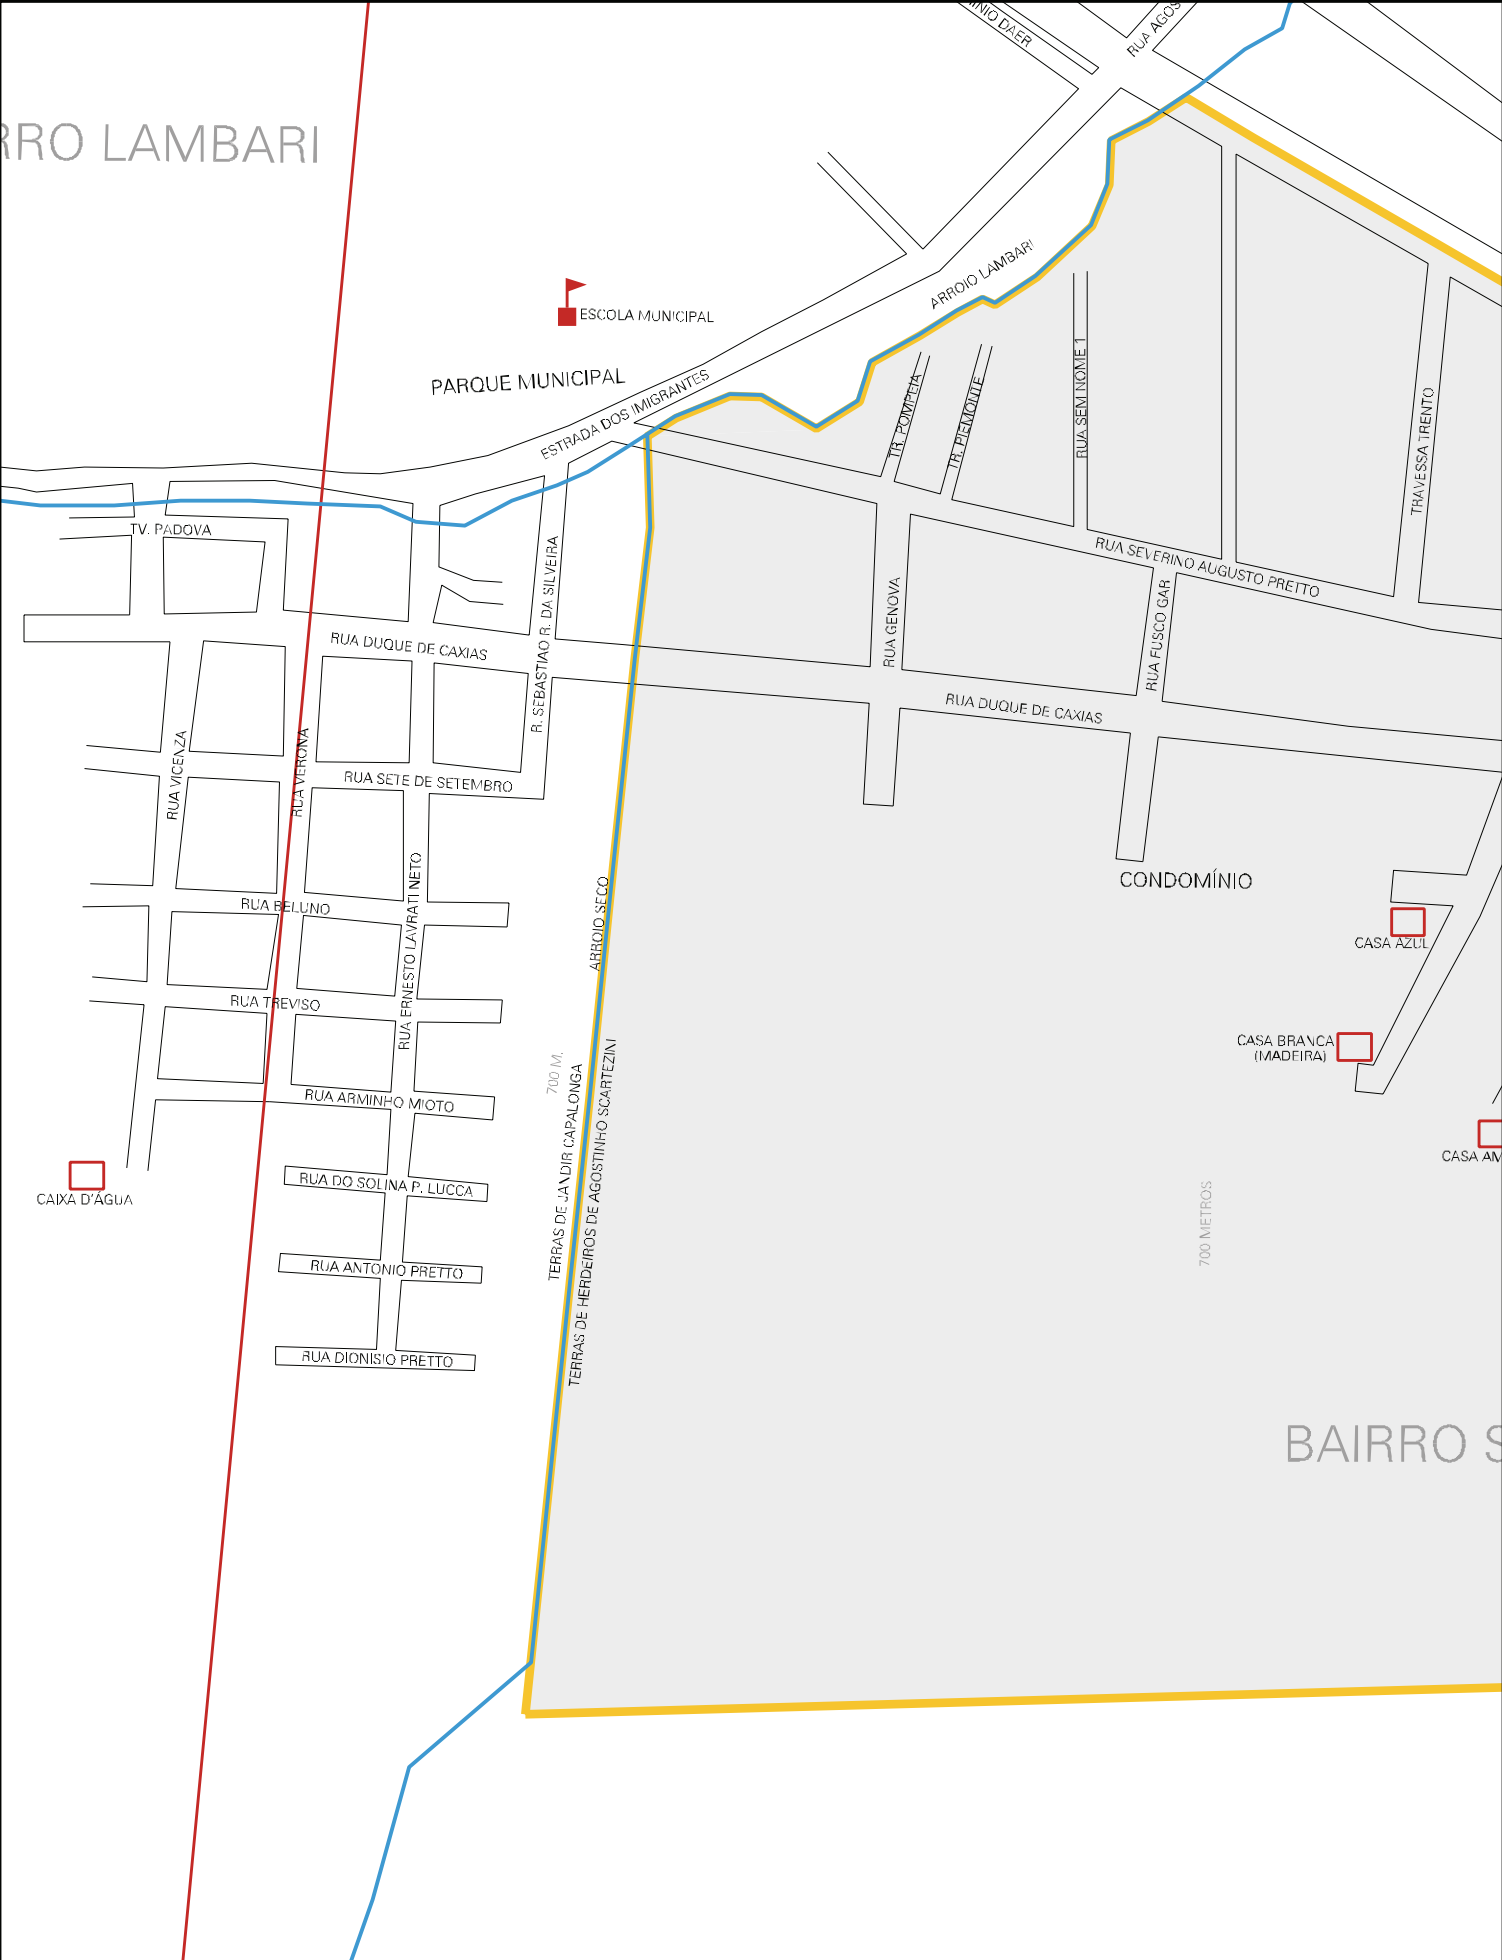 NIO DAER
RUA AGOS
RRO LAMBARI
ARROIO LAMBARI
ESCOLA MUNICIPAL
PARQUE MUNICIPAL
ESTRADA DOS IMIGRANTES
TR. POMPEIA
TR. PIEMONTE
RUA SEM NOME 1
TRAVESSA TRENTO
TV. PADOVA
RUA SEVERINO AUGUSTO PRETTO
R. SEBASTIAO R. DA SILVEIRA
RUA GENOVA
RUA FUSCO GAR
RUA DUQUE DE CAXIAS
RUA DUQUE DE CAXIAS
RUA VICENZA
RUA VERONA
RUA SETE DE SETEMBRO
RUA ERNESTO LAVRATI NETO
CONDOMÍNIO
RUA BELUNO
ARROIO SECO
CASA AZUL
RUA TREVISO
CASA BRANCA
(MADEIRA)
700 M.
RUA ARMINHO MIOTO
TERRAS DE JANDIR CAPALONGA
TERRAS DE HERDEIROS DE AGOSTINHO SCARTEZINI
CASA AM
RUA DO SOLINA P. LUCCA
CAIXA D'ÁGUA
700 METROS
RUA ANTONIO PRETTO
RUA DIONISIO PRETTO
BAIRRO S